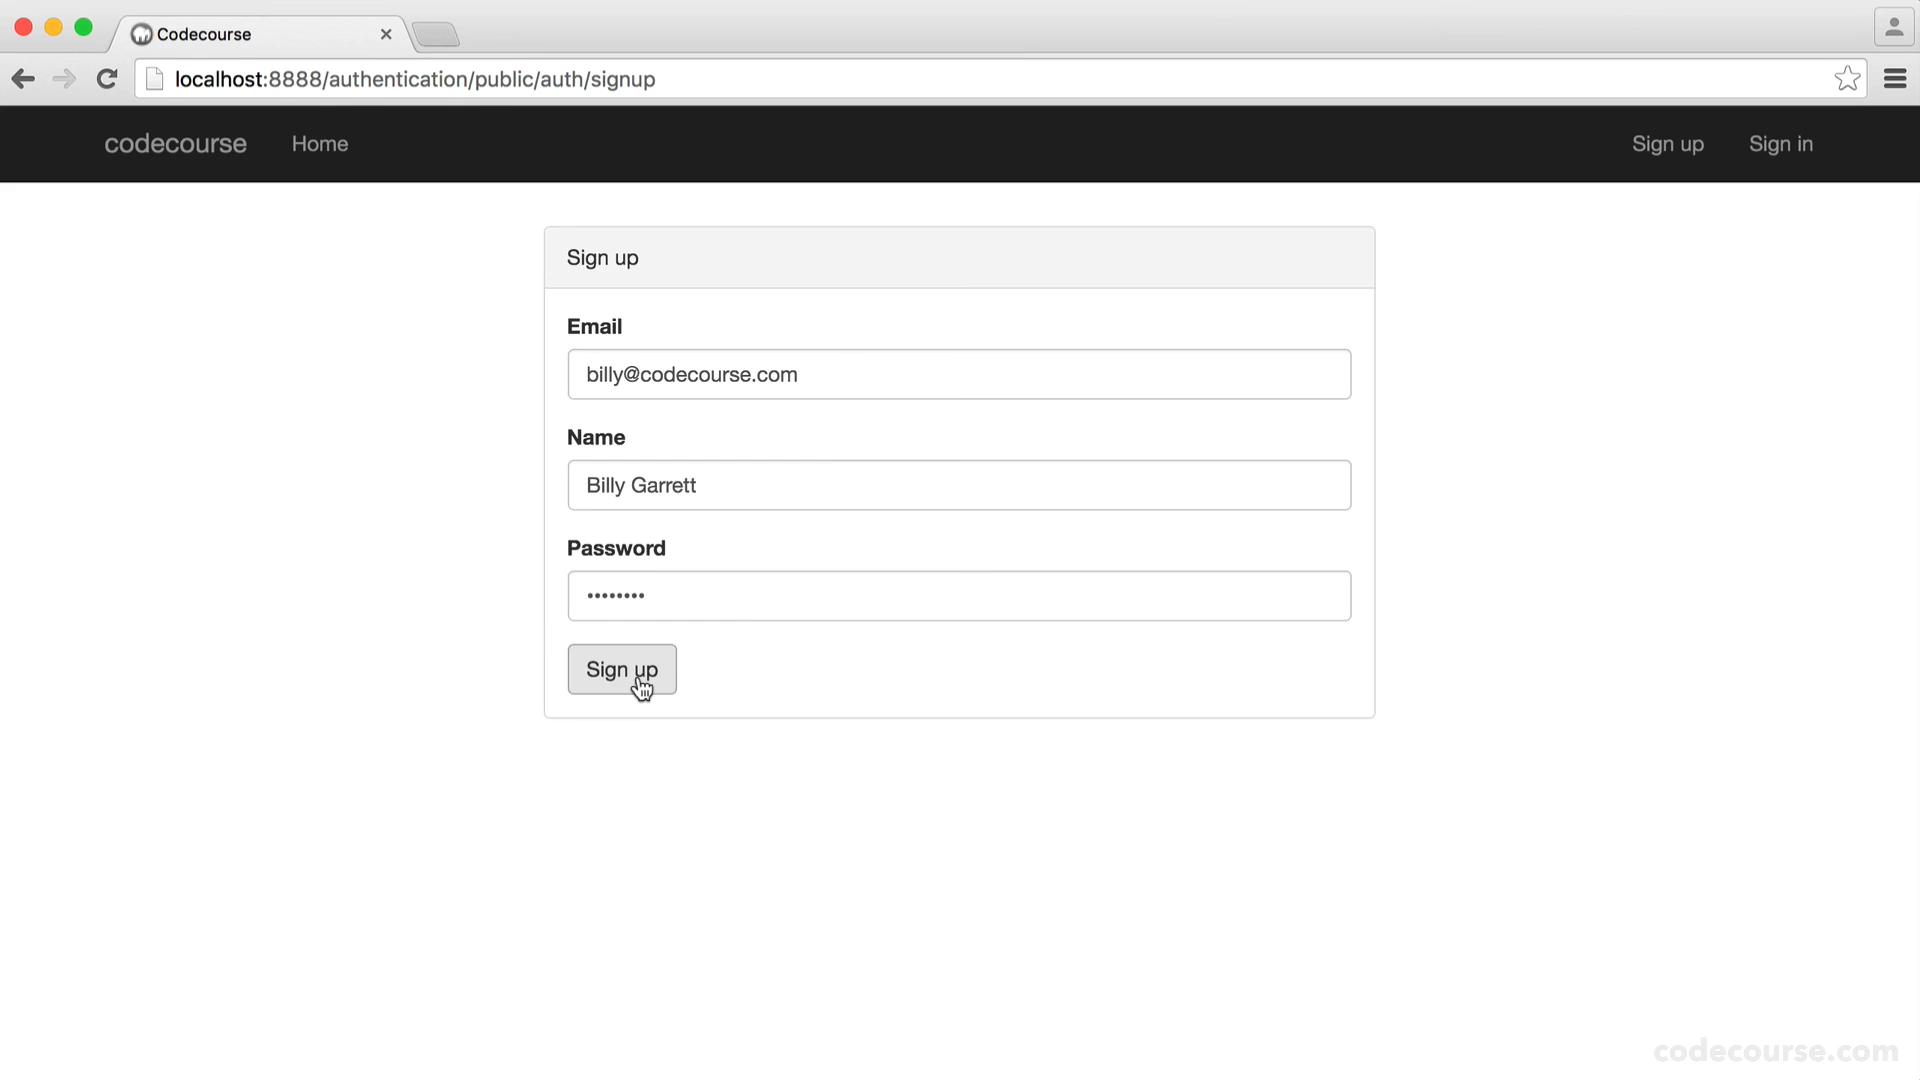 Codecourse
localhost:8888/authentication/public/auth/signup
codecourse Home Sign up Sign in
Sign up
Email
billy@codecourse.com
Name
Billy Garrett
Password
••••••••
Sign up
codecourse.com